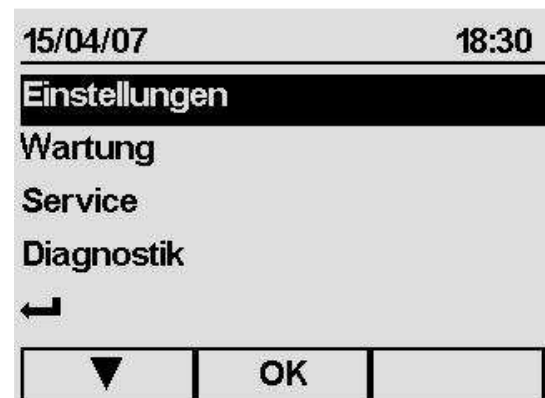 15/04/07 18:30
Einstellungen
Wartung
Service
Diagnostik
OK